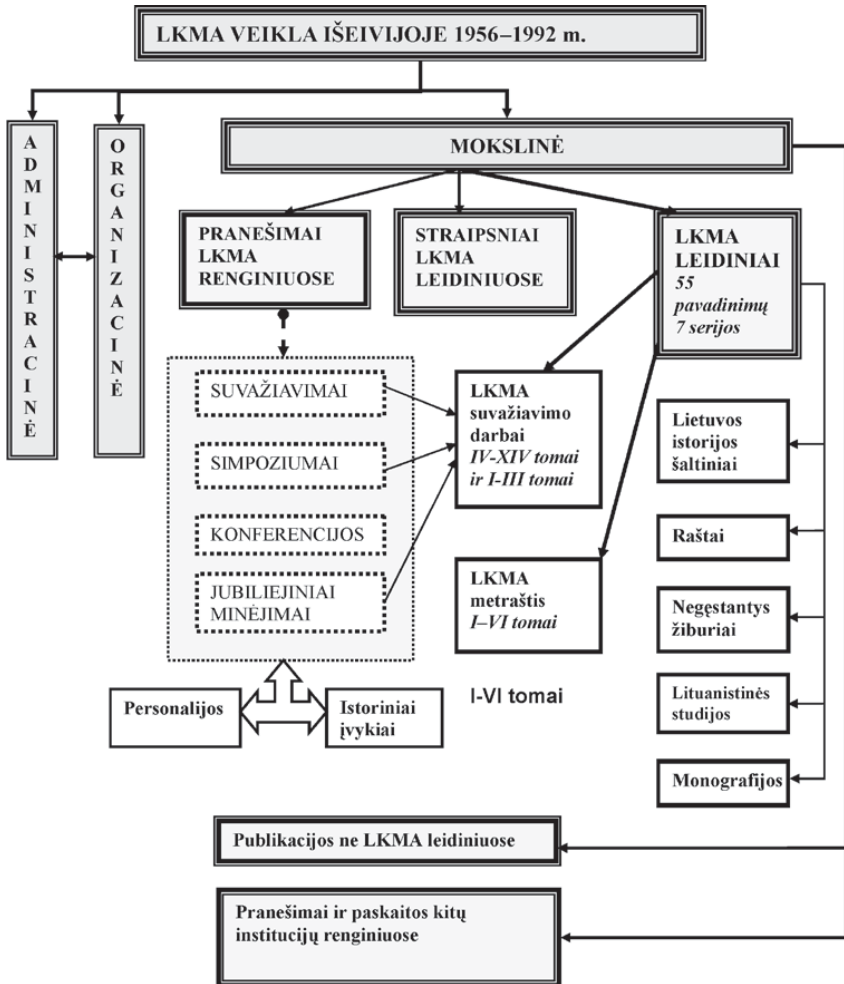 LKMA VEIKLA IŠEIVIJOJE 1956–1992 m.
ADMINISTRACINĖ
ORGANIZACINĖ
MOKSLINĖ
PRANEŠIMAI
LKMA
RENGINIUOSE
STRAIPSNIAI
LKMA
LEIDINIUOSE
LKMA
LEIDINIAI
55
pavadinimų
7 serijos
SUVAŽIAVIMAI
SIMPOZIUMAI
KONFERENCIJOS
JUBILIEJINIAI
MINĖJIMAI
LKMA
suvažiavimo
darbai
IV-XIV tomai
ir I-III tomai
LKMA
metraštis
I–VI tomai
I-VI tomai
Lietuvos
istorijos
šaltiniai
Raštai
Negęstantys
žiburiai
Lituanistinės
studijos
Monografijos
Personalijos
Istoriniai
įvykiai
Publikacijos ne LKMA leidiniuose
Pranešimai ir paskaitos kitų
institucijų renginiuose